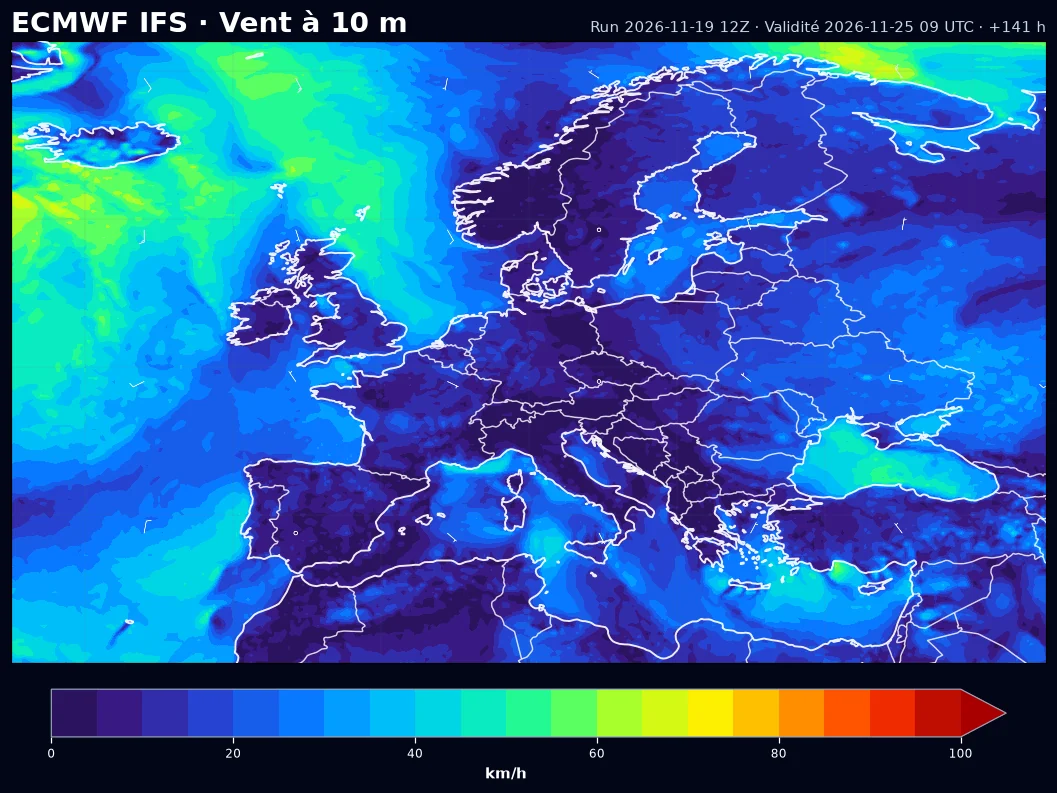 ECMWF IFS · Vent à 10 m
Run 2026-11-19 12Z · Validité 2026-11-25 09 UTC · +141 h
0 20 40 60 80 100
km/h